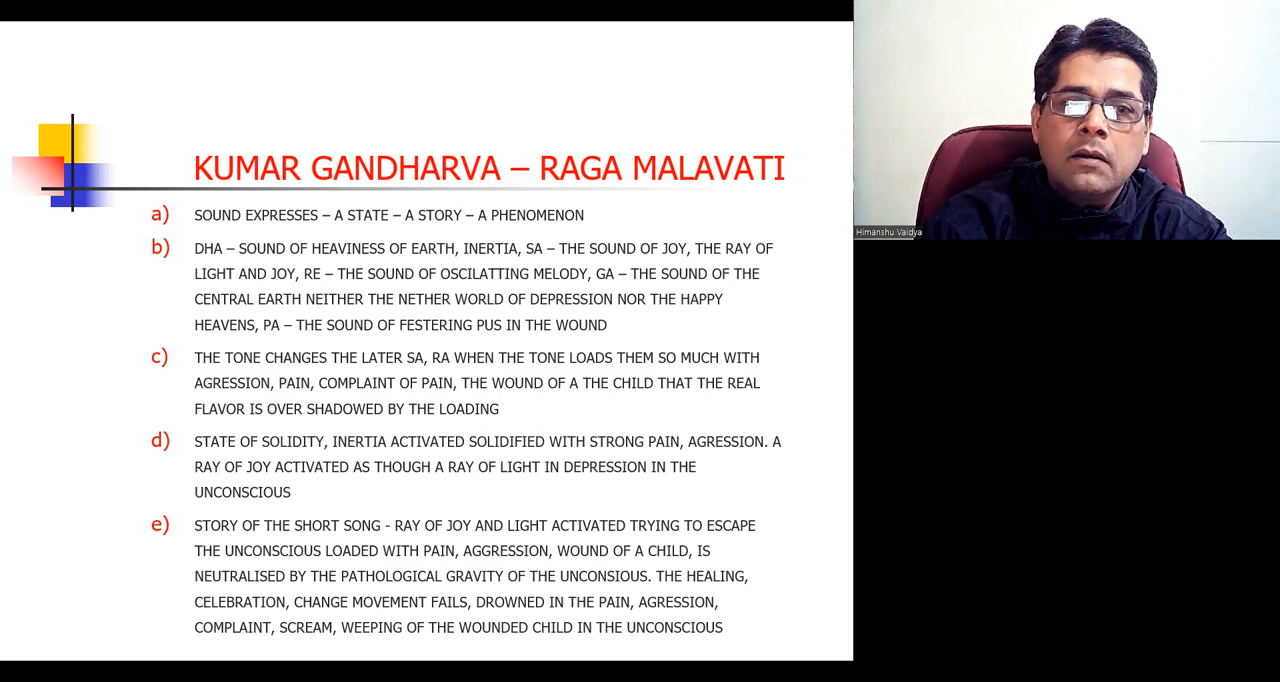 KUMAR GANDHARVA – RAGA MALAVATI
a) SOUND EXPRESSES – A STATE – A STORY – A PHENOMENON
b) DHA – SOUND OF HEAVINESS OF EARTH, INERTIA, SA – THE SOUND OF JOY, THE RAY OF
LIGHT AND JOY, RE – THE SOUND OF OSCILATTING MELODY, GA – THE SOUND OF THE
CENTRAL EARTH NEITHER THE NETHER WORLD OF DEPRESSION NOR THE HAPPY
HEAVENS, PA – THE SOUND OF FESTERING PUS IN THE WOUND
c) THE TONE CHANGES THE LATER SA, RA WHEN THE TONE LOADS THEM SO MUCH WITH
AGRESSION, PAIN, COMPLAINT OF PAIN, THE WOUND OF A THE CHILD THAT THE REAL
FLAVOR IS OVER SHADOWED BY THE LOADING
d) STATE OF SOLIDITY, INERTIA ACTIVATED SOLIDIFIED WITH STRONG PAIN, AGRESSION. A
RAY OF JOY ACTIVATED AS THOUGH A RAY OF LIGHT IN DEPRESSION IN THE
UNCONSCIOUS
e) STORY OF THE SHORT SONG - RAY OF JOY AND LIGHT ACTIVATED TRYING TO ESCAPE
THE UNCONSCIOUS LOADED WITH PAIN, AGGRESSION, WOUND OF A CHILD, IS
NEUTRALISED BY THE PATHOLOGICAL GRAVITY OF THE UNCONSIOUS. THE HEALING,
CELEBRATION, CHANGE MOVEMENT FAILS, DROWNED IN THE PAIN, AGRESSION,
COMPLAINT, SCREAM, WEEPING OF THE WOUNDED CHILD IN THE UNCONSCIOUS
Himanshu Vaidya